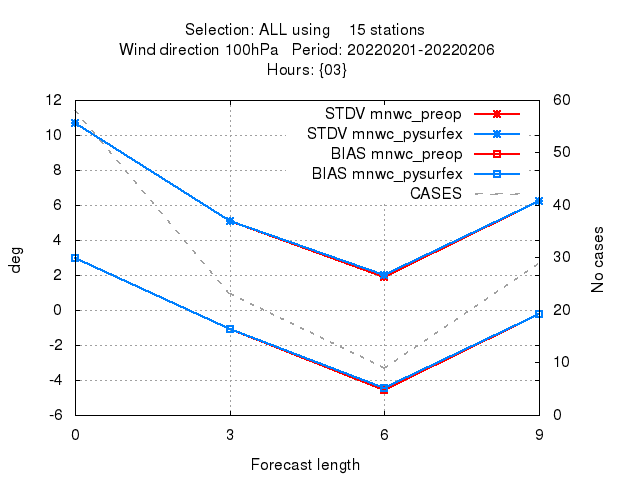 Selection: ALL using 15 stations
Wind direction 100hPa Period: 20220201-20220206
Hours: {03}
STDV mnwc_preop
STDV mnwc_pysurfex
BIAS mnwc_preop
BIAS mnwc_pysurfex
CASES
12
10
8
6
4
2
0
-2
-4
-6
deg
60
50
40
30
20
10
0
No cases
0 3 6 9
Forecast length